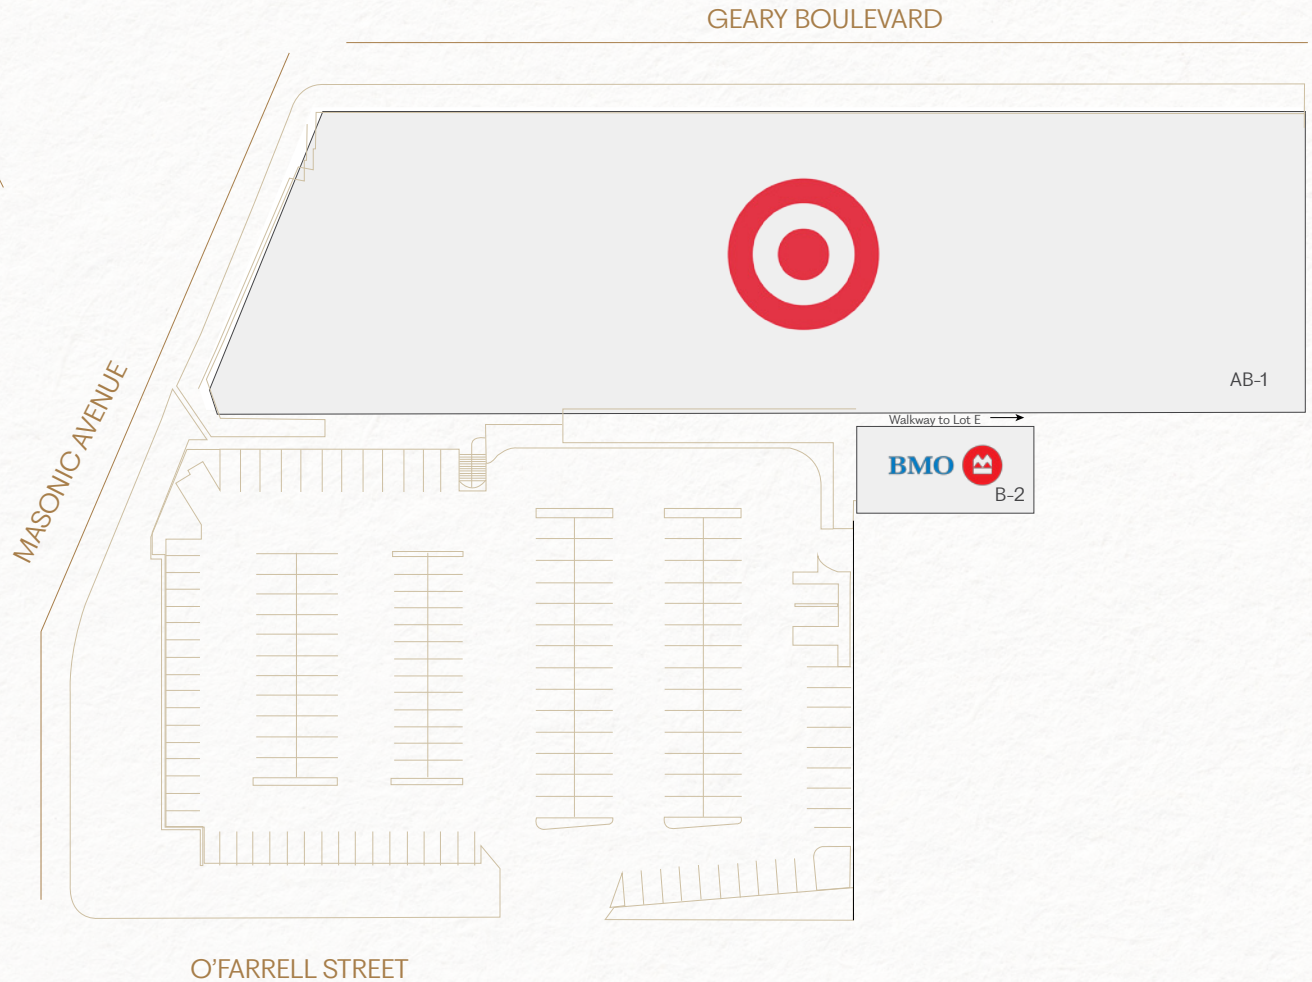 GEARY BOULEVARD
AB-1
Walkway to Lot E
BMO
B-2
MASONIC AVENUE
O'FARRELL STREET